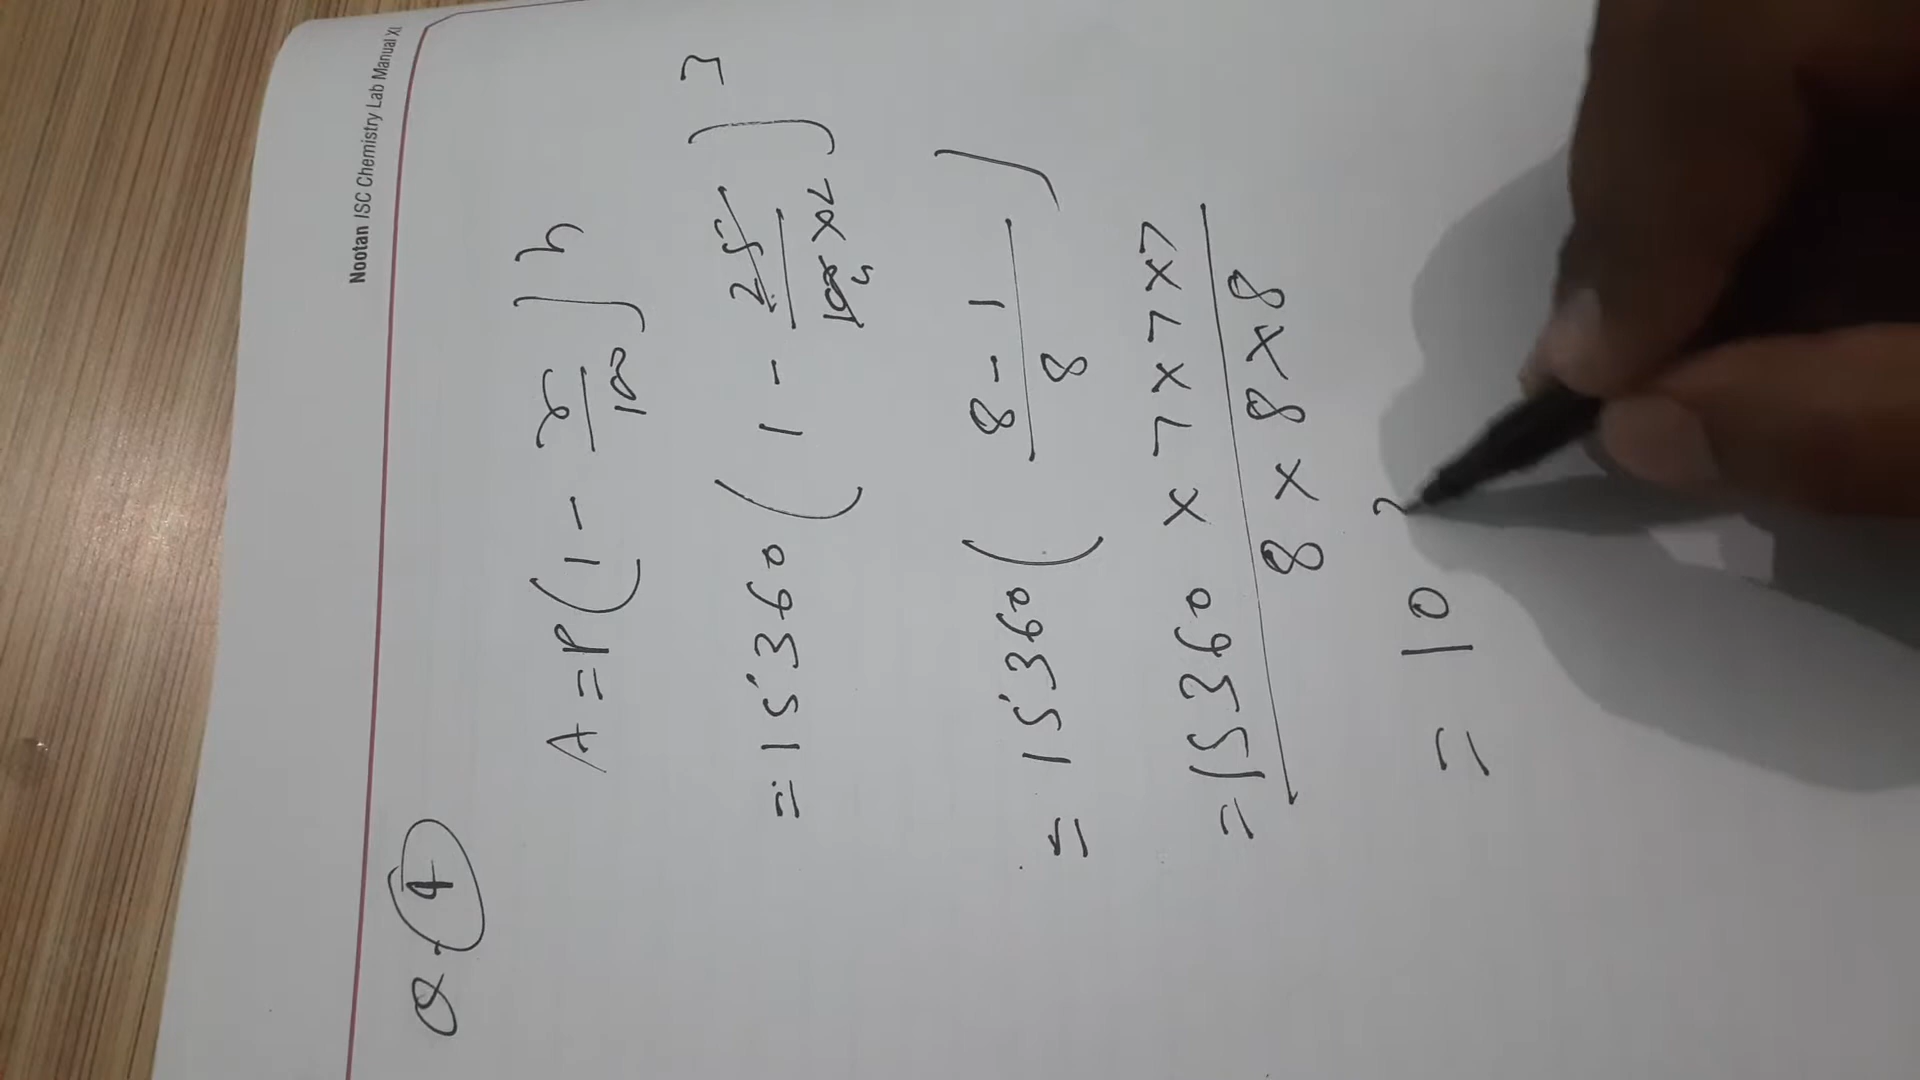 Nootan ISC Chemistry Lab Manual XI
Q.4
A = P(1 - r/100)^n
= 15360 (1 - 25/100×2)^3
= 15360 (8 - 1/8)
= 15360 × 7×7×7 / 8 × 8×8
= 10